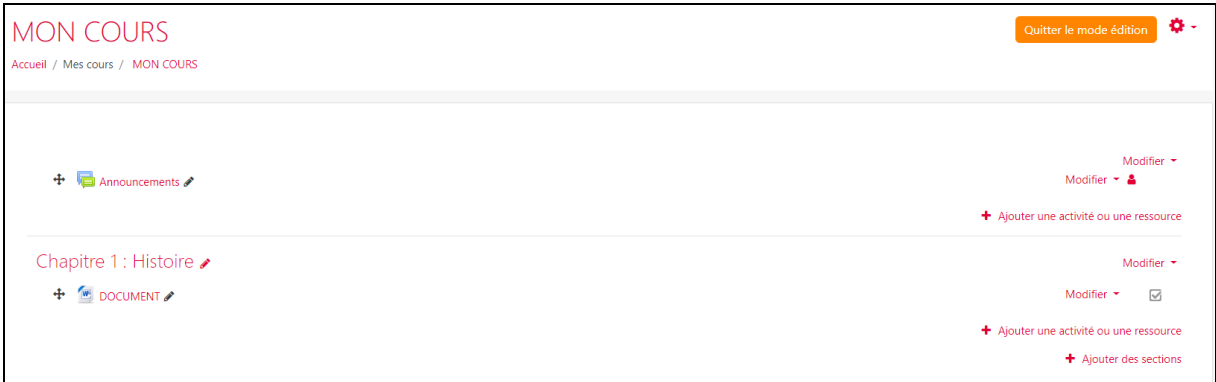 MON COURS
Quitter le mode édition
Accueil / Mes cours / MON COURS
Modifier
Announcements Modifier
+ Ajouter une activité ou une ressource
Chapitre 1 : Histoire Modifier
DOCUMENT Modifier
+ Ajouter une activité ou une ressource
+ Ajouter des sections